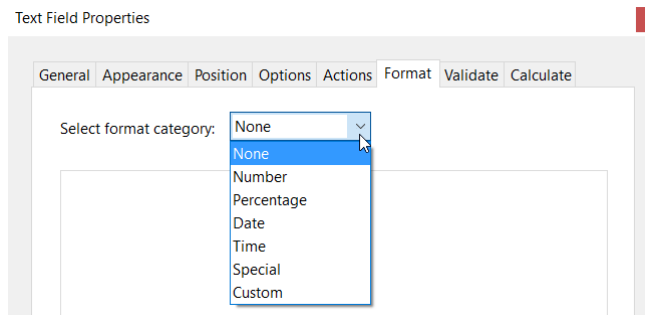 Text Field Properties
General Appearance Position Options Actions Format Validate Calculate
Select format category: None
None
Number
Percentage
Date
Time
Special
Custom